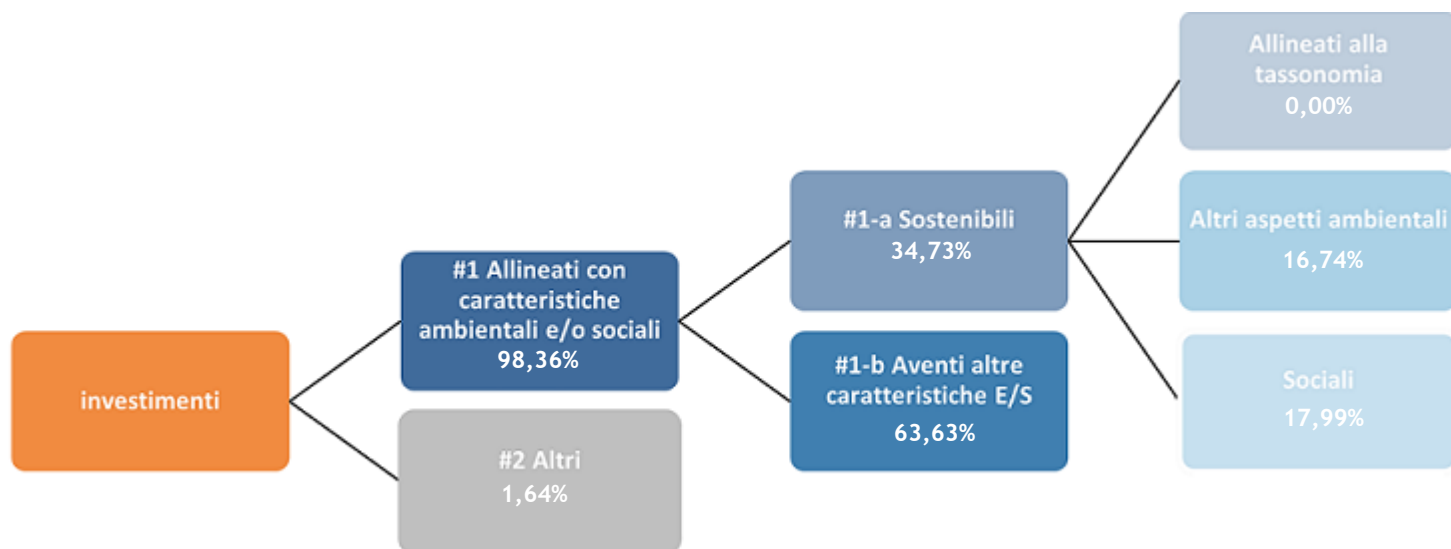 investimenti
#1 Allineati con
caratteristiche
ambientali e/o sociali
98,36%
#2 Altri
1,64%
#1-a Sostenibili
34,73%
#1-b Aventi altre
caratteristiche E/S
63,63%
Allineati alla
tassonomia
0,00%
Altri aspetti ambientali
16,74%
Sociali
17,99%